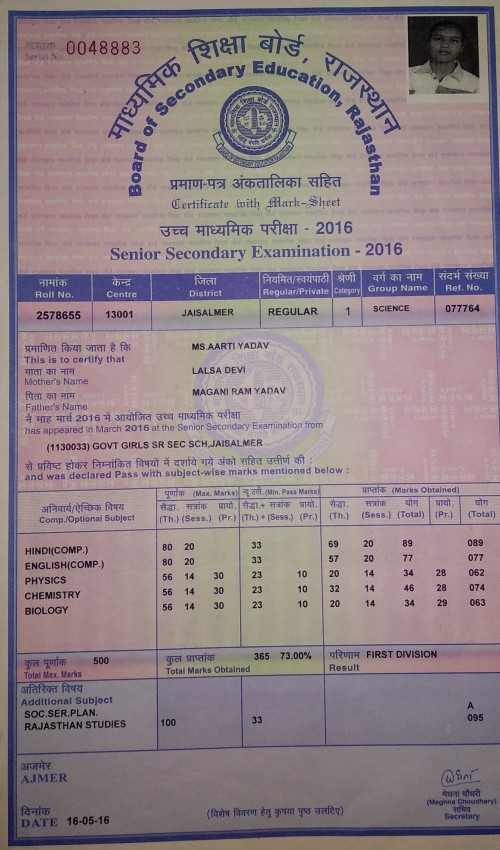 क्रमांक 0048883
Serial No.
माध्यमिक शिक्षा बोर्ड, राजस्थान
Board of Secondary Education, Rajasthan
प्रमाण-पत्र अंकतालिका सहित
Certificate with Mark-Sheet
उच्च माध्यमिक परीक्षा - 2016
Senior Secondary Examination - 2016
नामांक केन्द्र जिला नियमित/स्वयंपाठी श्रेणी वर्ग का नाम संदर्भ संख्या
Roll No. Centre District Regular/Private Category Group Name Ref. No.
2578655 13001 JAISALMER REGULAR 1 SCIENCE 077764
प्रमाणित किया जाता है कि MS.AARTI YADAV
This is to certify that
माता का नाम LALSA DEVI
Mother's Name
पिता का नाम MAGANI RAM YADAV
Father's Name
ने माह मार्च 2016 में आयोजित उच्च माध्यमिक परीक्षा
has appeared in March 2016 at the Senior Secondary Examination from
(1130033) GOVT GIRLS SR SEC SCH,JAISALMER
से प्रविष्ट होकर निम्नांकित विषयों में दर्शाये गये अंको सहित उत्तीर्ण की :
and was declared Pass with subject-wise marks mentioned below :
अनिवार्य/ऐच्छिक विषय पूर्णांक (Max. Marks) न्यू.उत्ती. (Min. Pass Marks) प्राप्तांक (Marks Obtained)
Comp./Optional Subject सैद्धा. सत्रांक प्रायो. सैद्धा.+ सत्रांक प्रायो. सैद्धा. सत्रांक योग प्रायो. योग
(Th.) (Sess.) (Pr.) (Th.) + (Sess.) (Pr.) (Th.) (Sess.) (Total) (Pr.) (Total)
HINDI(COMP.) 80 20 33 69 20 89 089
ENGLISH(COMP.) 80 20 33 57 20 77 077
PHYSICS 56 14 30 23 10 20 14 34 28 062
CHEMISTRY 56 14 30 23 10 32 14 46 28 074
BIOLOGY 56 14 30 23 10 20 14 34 29 063
कुल पूर्णांक 500 कुल प्राप्तांक 365 73.00% परिणाम FIRST DIVISION
Total Max. Marks Total Marks Obtained Result
अतिरिक्त विषय
Additional Subject
SOC.SER.PLAN. A
RAJASTHAN STUDIES 100 33 095
अजमेर
AJMER
मेघना चौधरी
(Meghna Choudhary)
सचिव
Secretary
दिनांक
DATE 16-05-16
(विशेष विवरण हेतु कृपया पृष्ठ उलटिए)